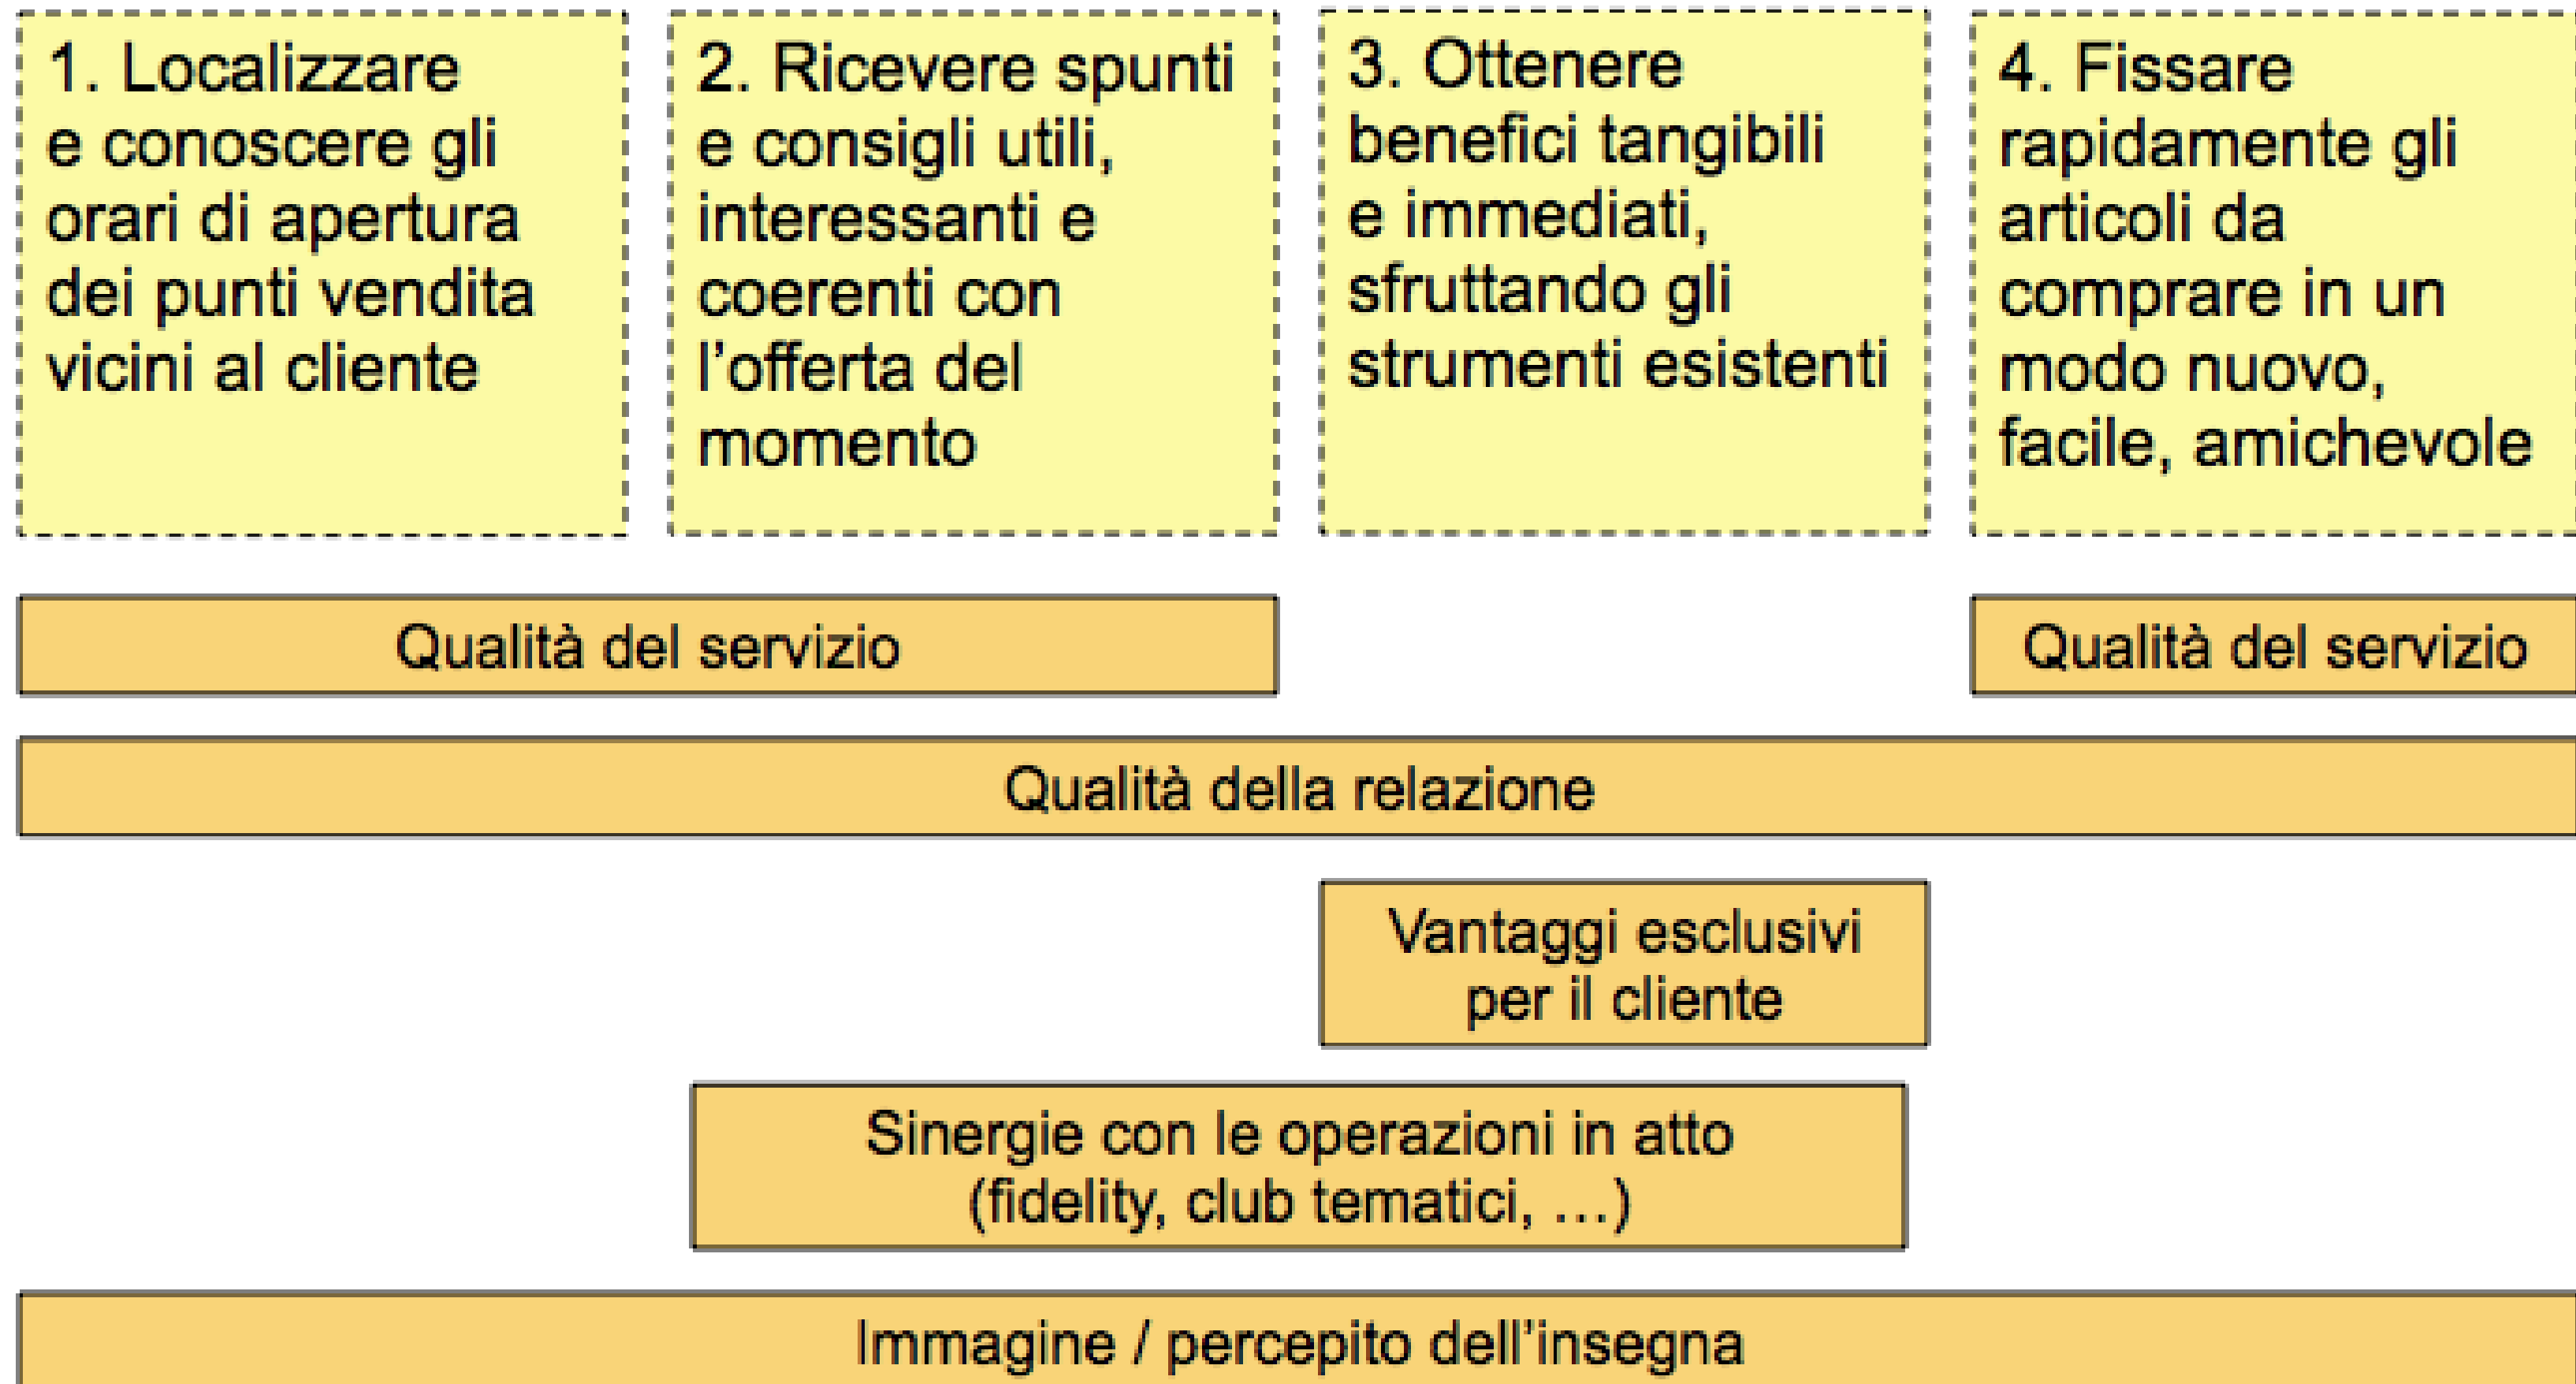 1. Localizzare
e conoscere gli
orari di apertura
dei punti vendita
vicini al cliente
2. Ricevere spunti
e consigli utili,
interessanti e
coerenti con
l’offerta del
momento
3. Ottenere
benefici tangibili
e immediati,
sfruttando gli
strumenti esistenti
4. Fissare
rapidamente gli
articoli da
comprare in un
modo nuovo,
facile, amichevole
Qualità del servizio
Qualità del servizio
Qualità della relazione
Vantaggi esclusivi
per il cliente
Sinergie con le operazioni in atto
(fidelity, club tematici, …)
Immagine / percepito dell’insegna